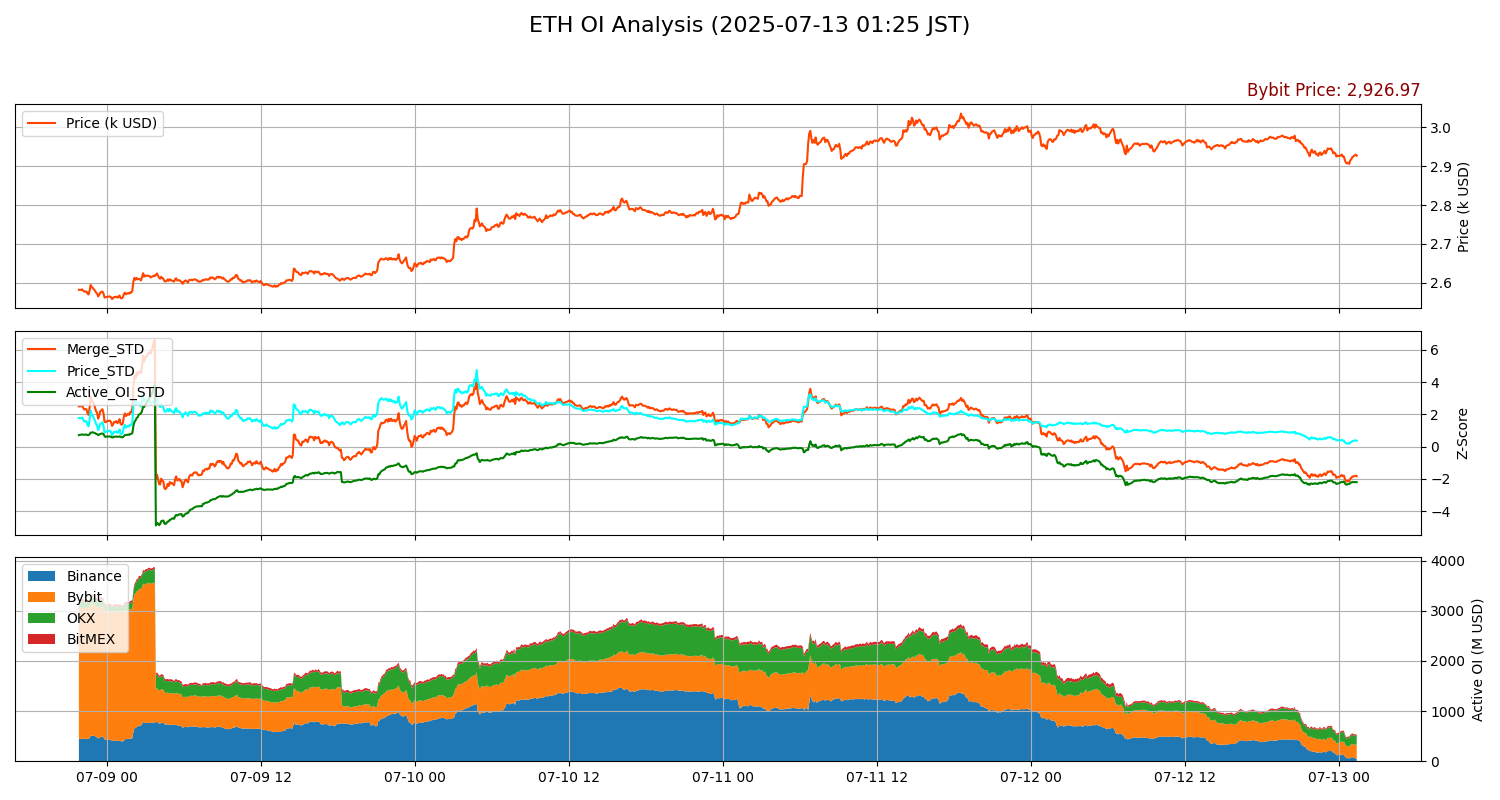 ETH OI Analysis (2025-07-13 01:25 JST)
Bybit Price: 2,926.97
Price (k USD)
3.0
2.9
2.8
2.7
2.6
Price (k USD)
Merge_STD
Price_STD
Active_OI_STD
6
4
2
0
−2
−4
Z-Score
Binance
Bybit
OKX
BitMEX
4000
3000
2000
1000
0
Active OI (M USD)
07-09 00
07-09 12
07-10 00
07-10 12
07-11 00
07-11 12
07-12 00
07-12 12
07-13 00